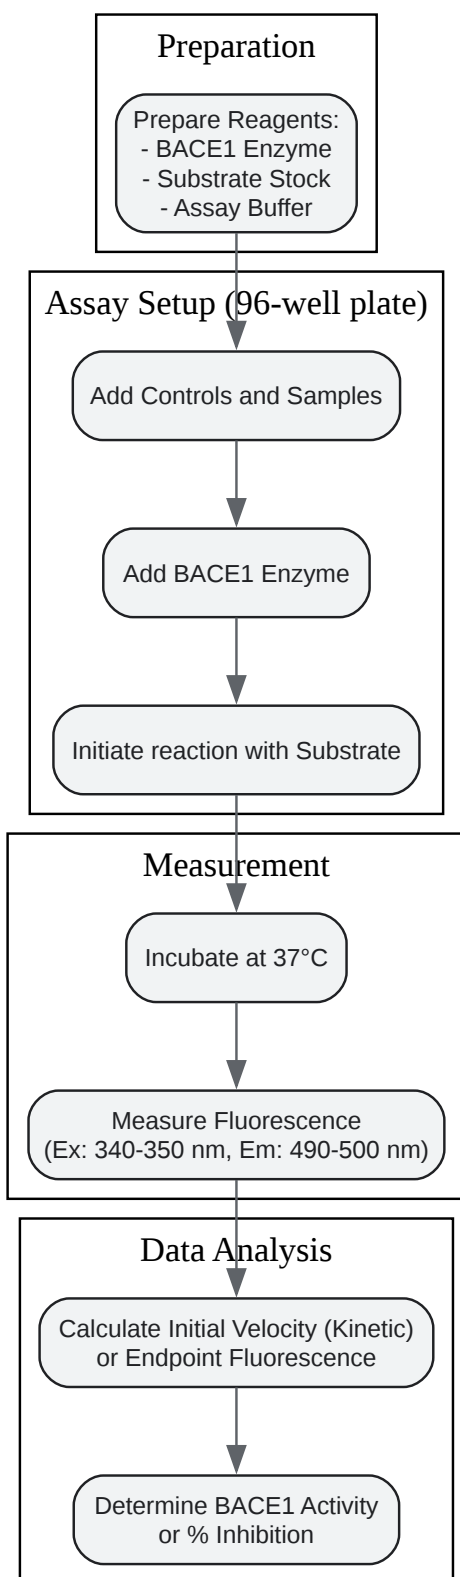 Preparation
Prepare Reagents:
- BACE1 Enzyme
- Substrate Stock
- Assay Buffer
Assay Setup (96-well plate)
Add Controls and Samples
Add BACE1 Enzyme
Initiate reaction with Substrate
Measurement
Incubate at 37°C
Measure Fluorescence
(Ex: 340-350 nm, Em: 490-500 nm)
Data Analysis
Calculate Initial Velocity (Kinetic)
or Endpoint Fluorescence
Determine BACE1 Activity
or % Inhibition